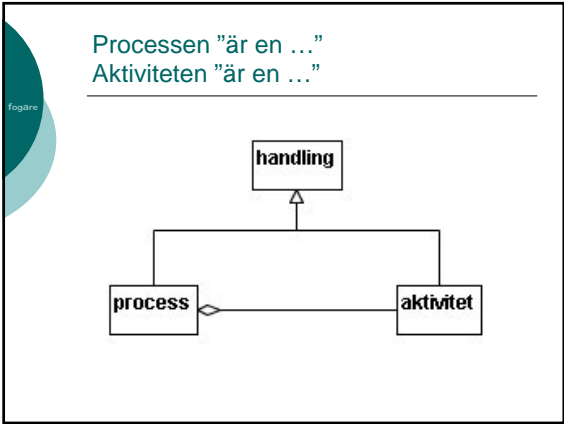 Processen ”är en …”
Aktiviteten ”är en …”
fogare
handling
process
aktivitet